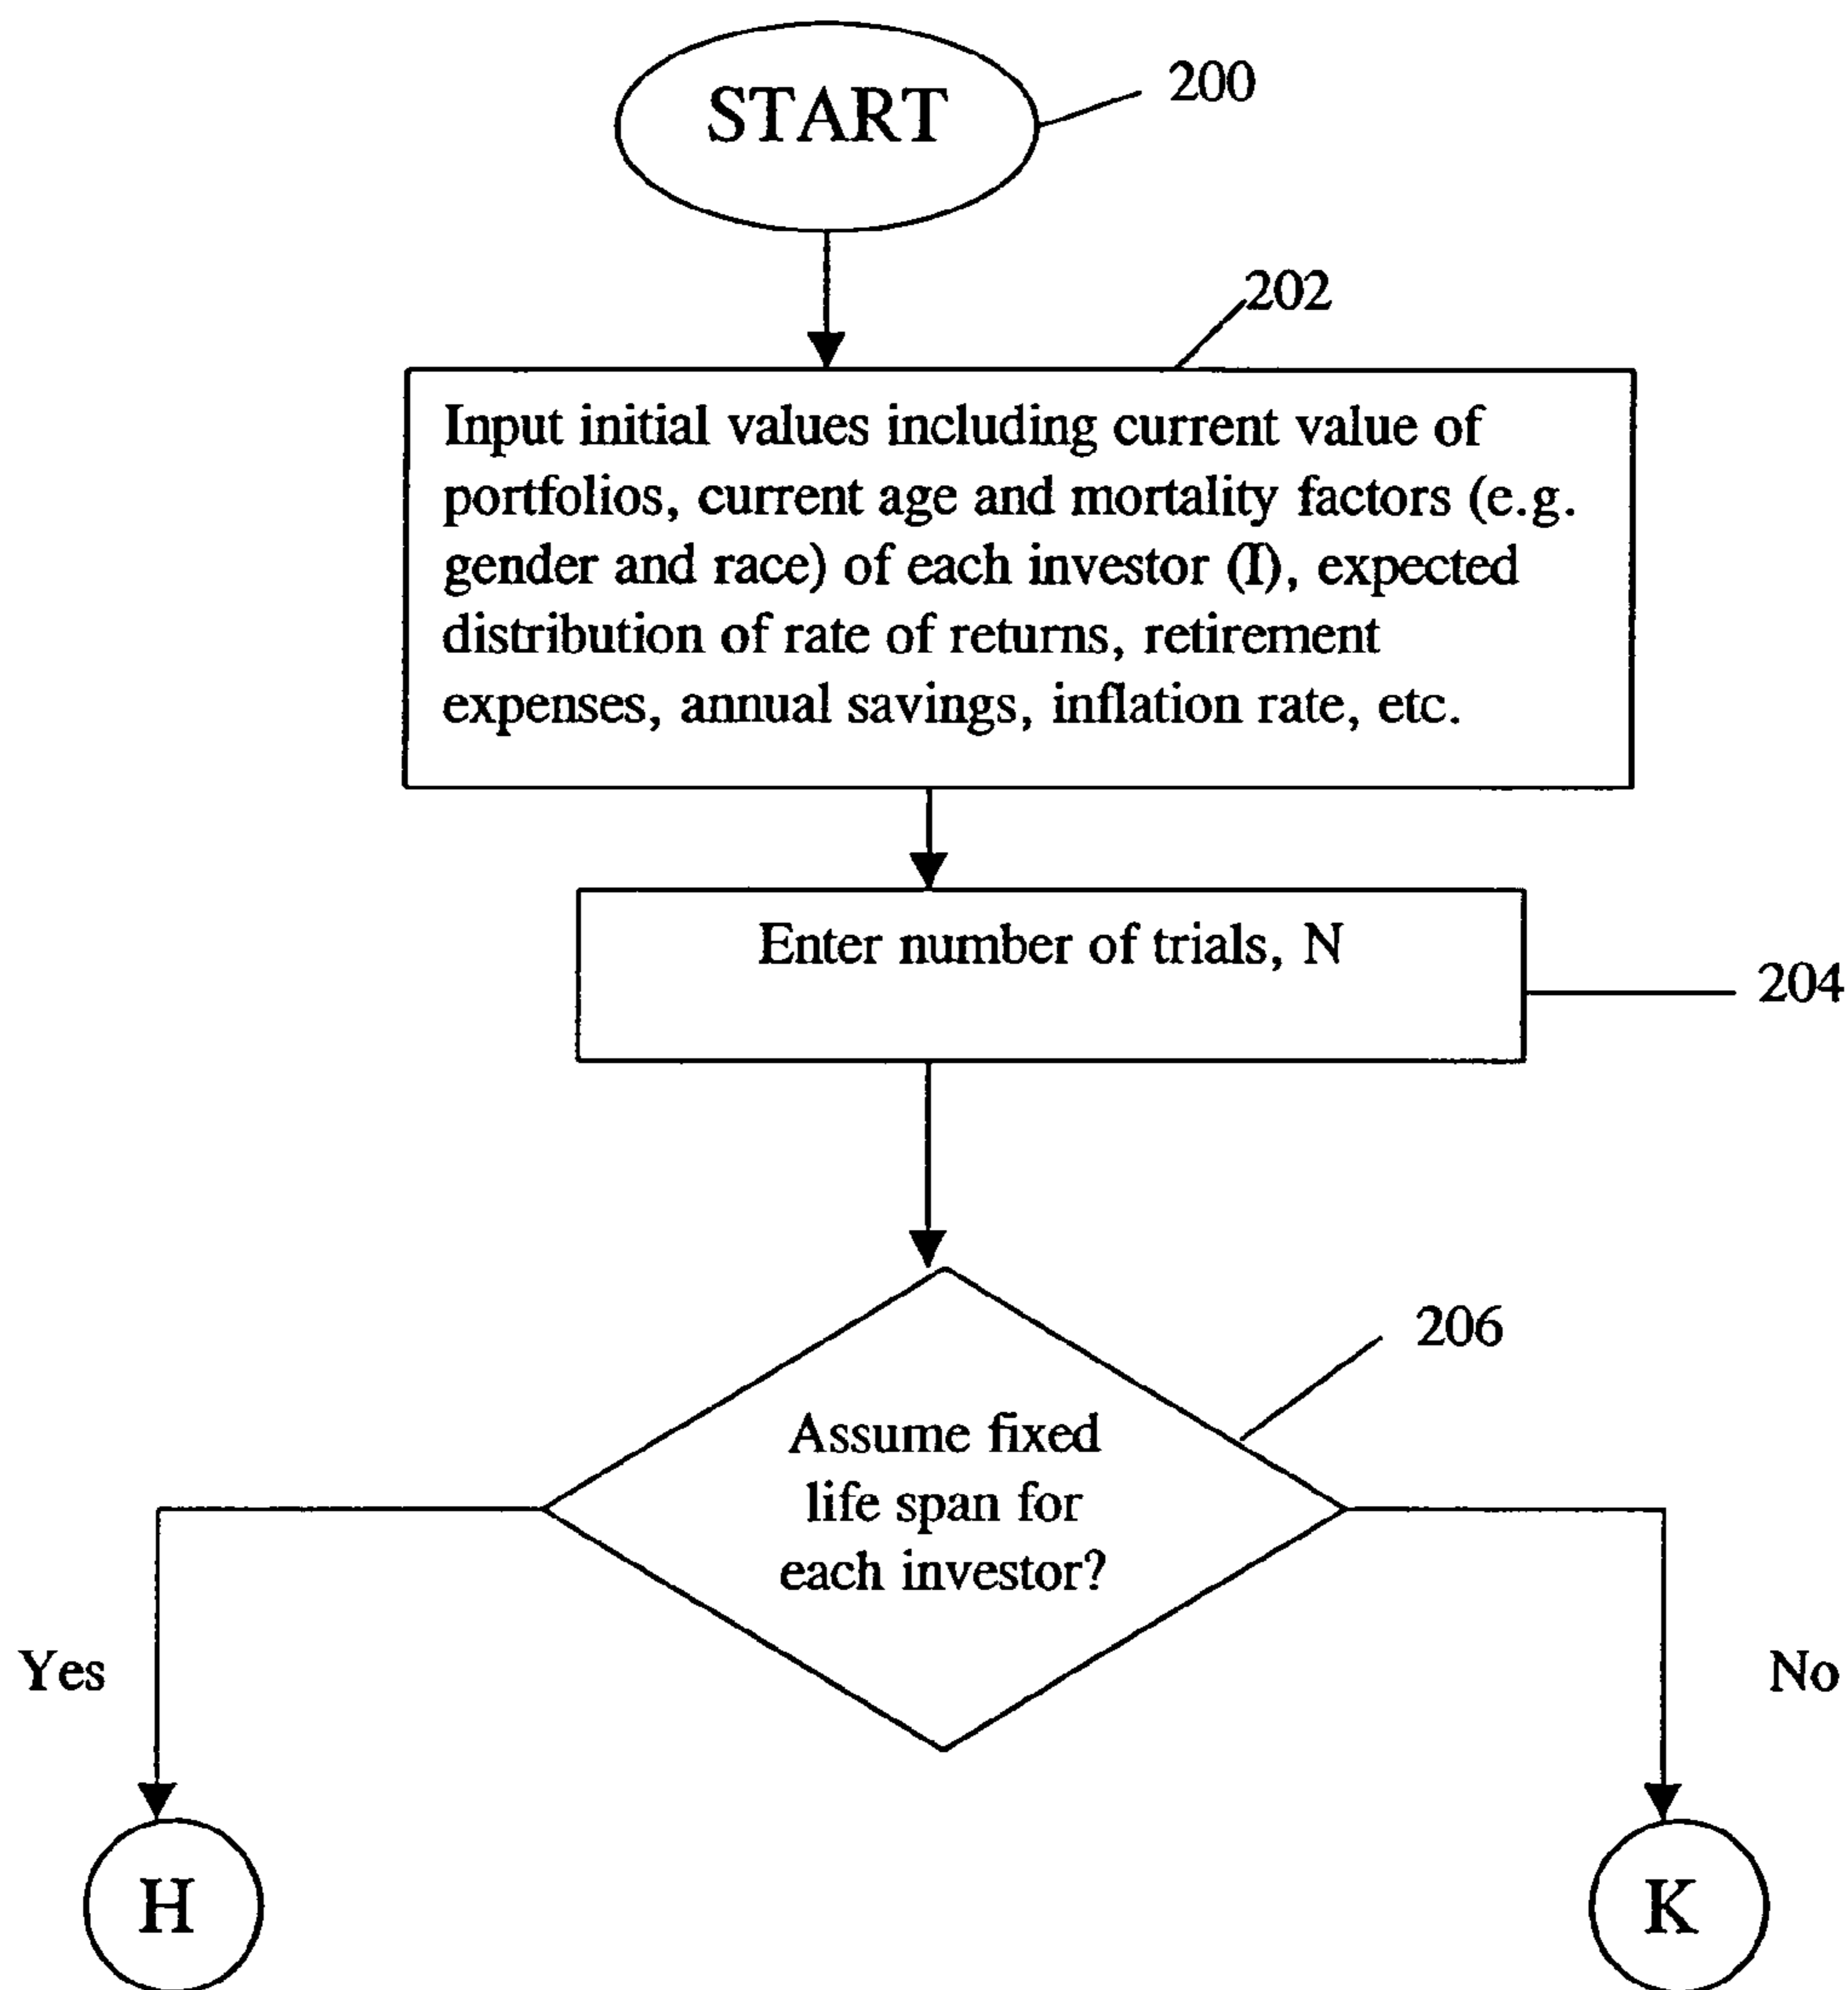 START
200
202
Input initial values including current value of
portfolios, current age and mortality factors (e.g.
gender and race) of each investor (I), expected
distribution of rate of returns, retirement
expenses, annual savings, inflation rate, etc.
Enter number of trials, N
204
206
Assume fixed
life span for
each investor?
Yes
No
H
K